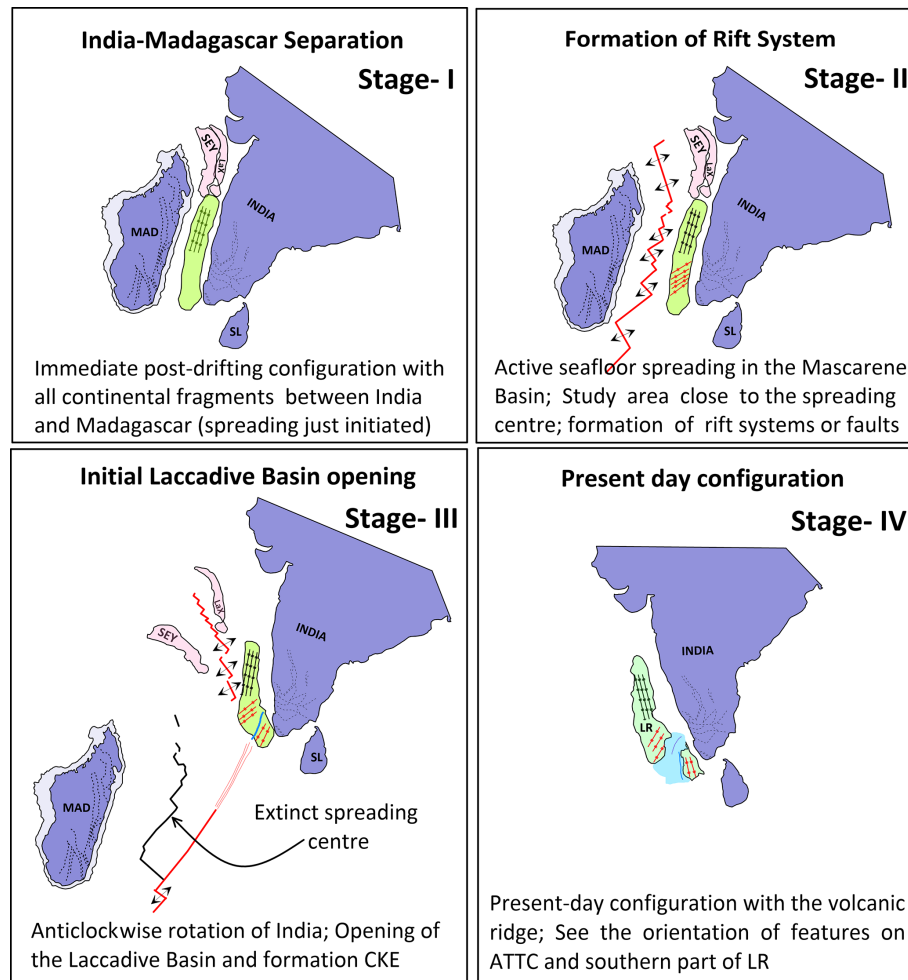 India-Madagascar Separation
Stage- I
SEY
LaX
MAD
INDIA
SL
Immediate post-drifting configuration with
all continental fragments between India
and Madagascar (spreading just initiated)
Formation of Rift System
Stage- II
SEY
LaX
INDIA
MAD
SL
Active seafloor spreading in the Mascarene
Basin; Study area close to the spreading
centre; formation of rift systems or faults
Initial Laccadive Basin opening
Stage- III
LaX
SEY
INDIA
SL
MAD
Extinct spreading
centre
Anticlockwise rotation of India; Opening of
the Laccadive Basin and formation CKE
Present day configuration
Stage- IV
INDIA
LR
Present-day configuration with the volcanic
ridge; See the orientation of features on
ATTC and southern part of LR